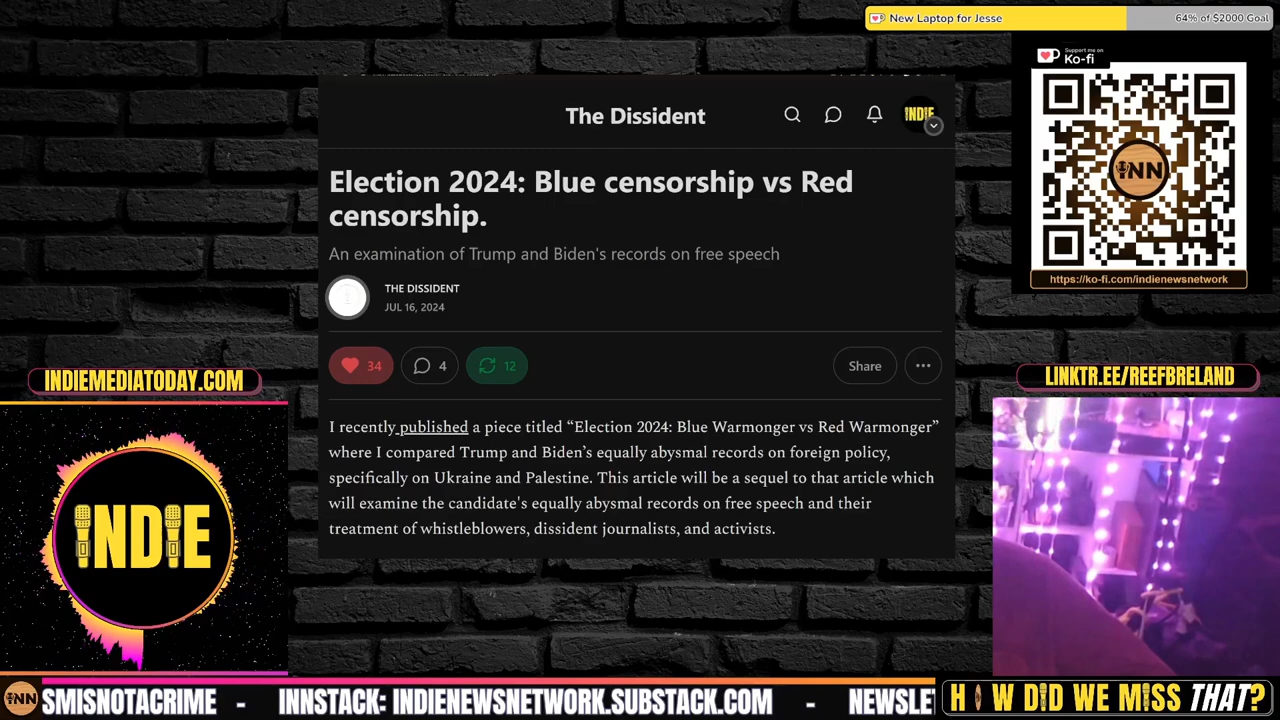 New Laptop for Jesse
64% of $2000 Goal
Support me on
Ko-fi
iNN
https://ko-fi.com/indienewsnetwork
The Dissident
INDIE
Election 2024: Blue censorship vs Red
censorship.
An examination of Trump and Biden's records on free speech
THE DISSIDENT
JUL 16, 2024
34
4
12
Share
I recently published a piece titled “Election 2024: Blue Warmonger vs Red Warmonger”
where I compared Trump and Biden’s equally abysmal records on foreign policy,
specifically on Ukraine and Palestine. This article will be a sequel to that article which
will examine the candidate's equally abysmal records on free speech and their
treatment of whistleblowers, dissident journalists, and activists.
INDIEMEDIATODAY.COM
LINKTR.EE/REEFBRELAND
INDIE
iNN
SMISNOTACRIME - INNSTACK: INDIENEWSNETWORK.SUBSTACK.COM - NEWSLE
HOW DID WE MISS THAT?